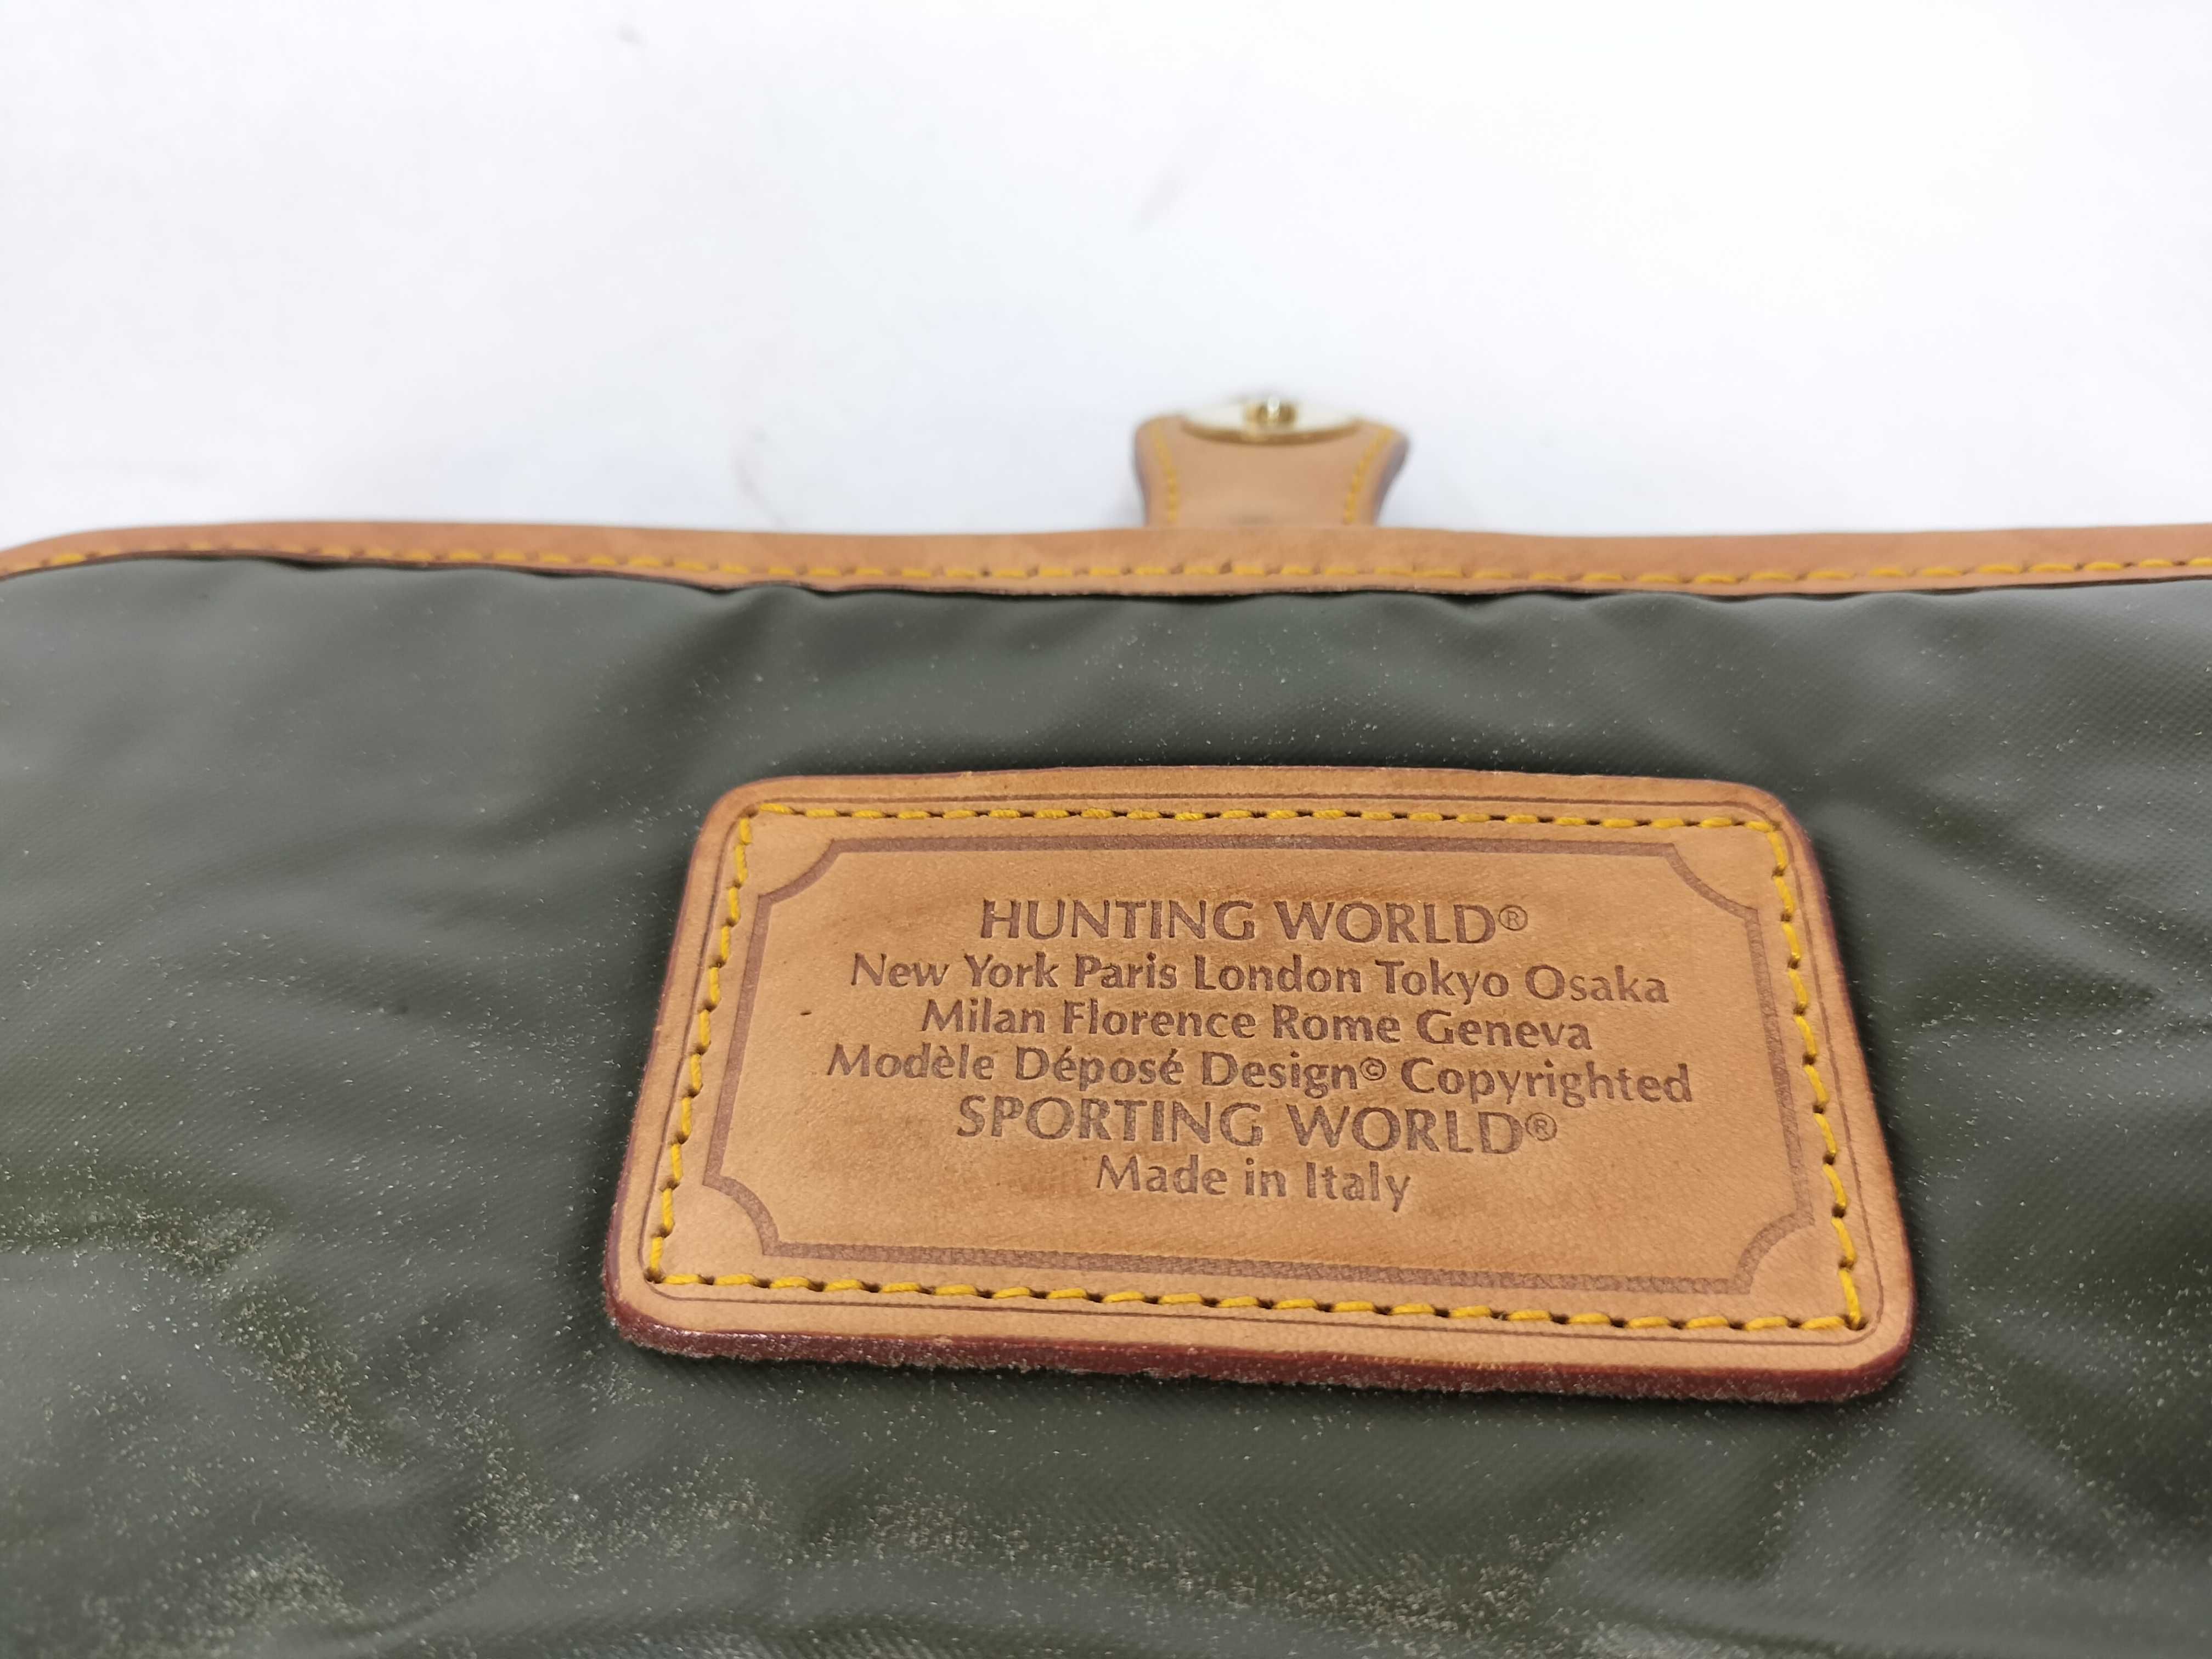 HUNTING WORLD®
New York Paris London Tokyo Osaka
Milan Florence Rome Geneva
Modèle Déposé Design© Copyrighted
SPORTING WORLD®
Made in Italy